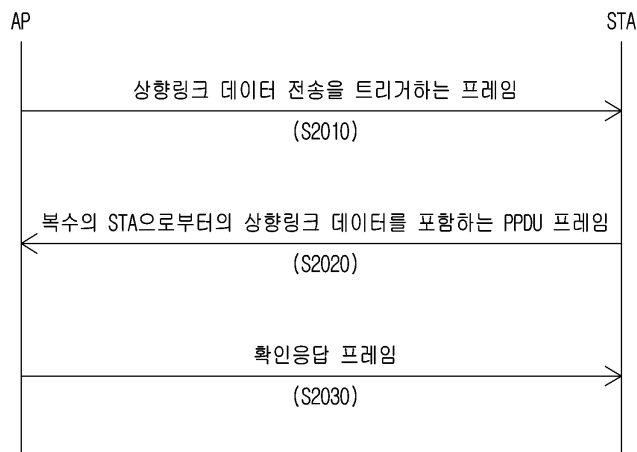 AP
STA
상향링크 데이터 전송을 트리거하는 프레임
(S2010)
복수의 STA으로부터의 상향링크 데이터를 포함하는 PPDU 프레임
(S2020)
확인응답 프레임
(S2030)